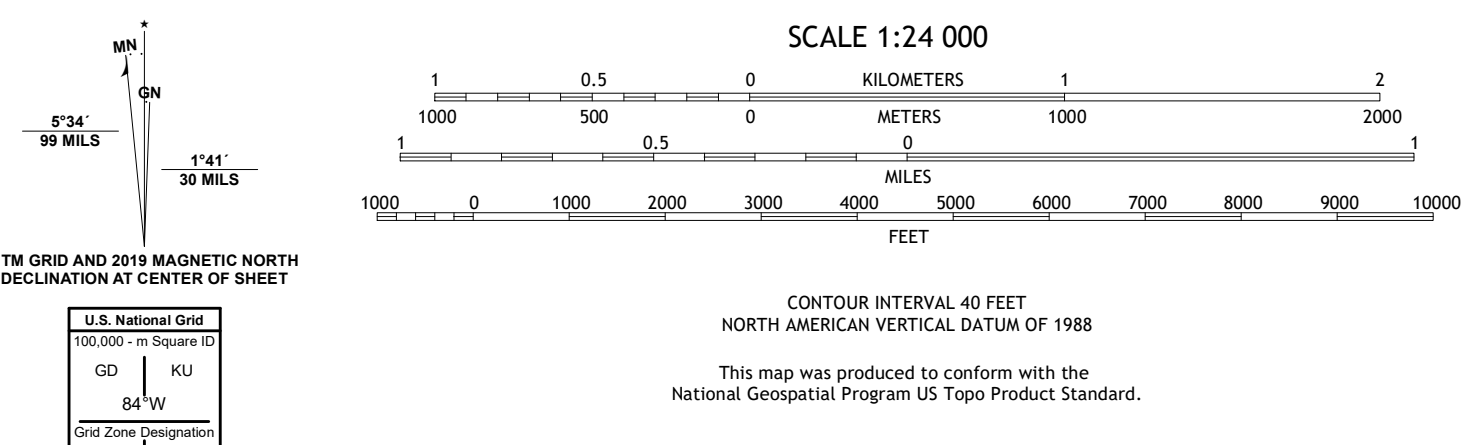 MN
GN
5°34´
99 MILS
1°41´
30 MILS
TM GRID AND 2019 MAGNETIC NORTH
DECLINATION AT CENTER OF SHEET
U.S. National Grid
100,000 - m Square ID
GD KU
84°W
Grid Zone Designation
SCALE 1:24 000
1 0.5 0 KILOMETERS 1 2
1000 500 0 METERS 1000 2000
1 0.5 0 1
MILES
1000 0 1000 2000 3000 4000 5000 6000 7000 8000 9000 10000
FEET
CONTOUR INTERVAL 40 FEET
NORTH AMERICAN VERTICAL DATUM OF 1988
This map was produced to conform with the
National Geospatial Program US Topo Product Standard.